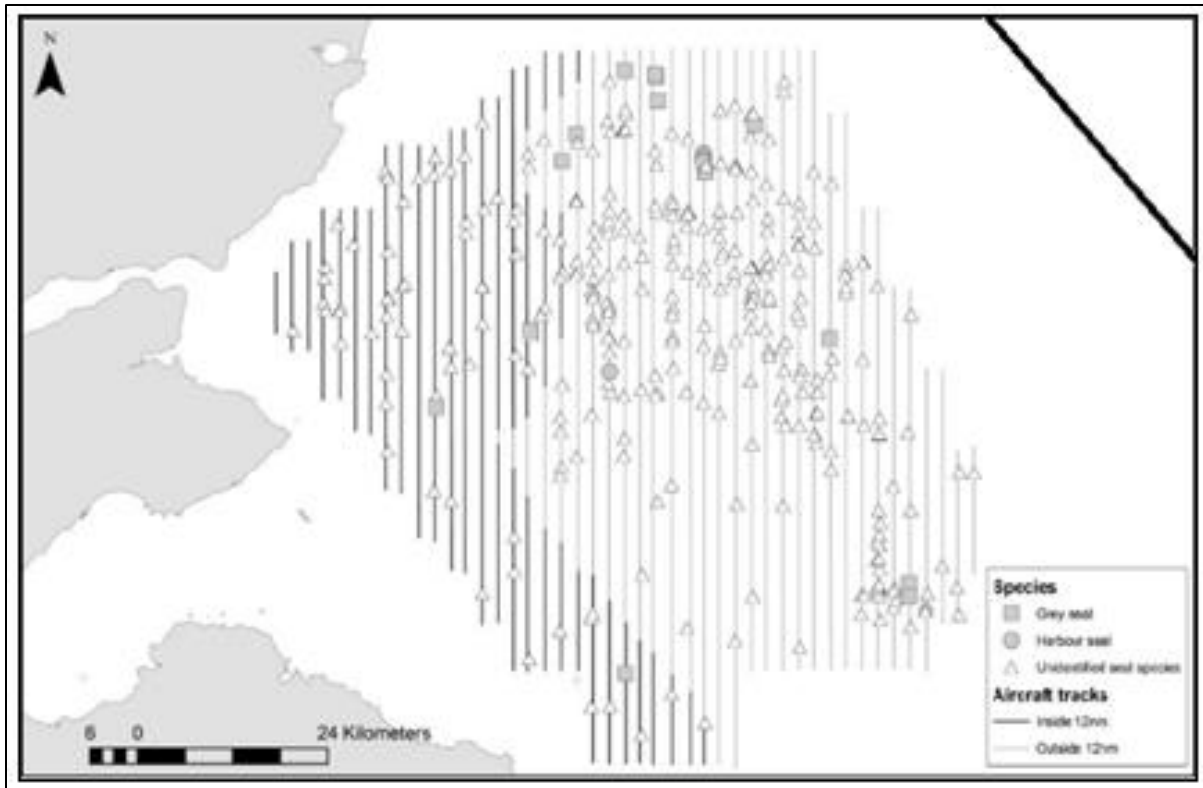 N
6 0 24 Kilometers
Species
Grey seal
Harbour seal
Unidentified seal species
Aircraft tracks
Inside 12nm
Outside 12nm